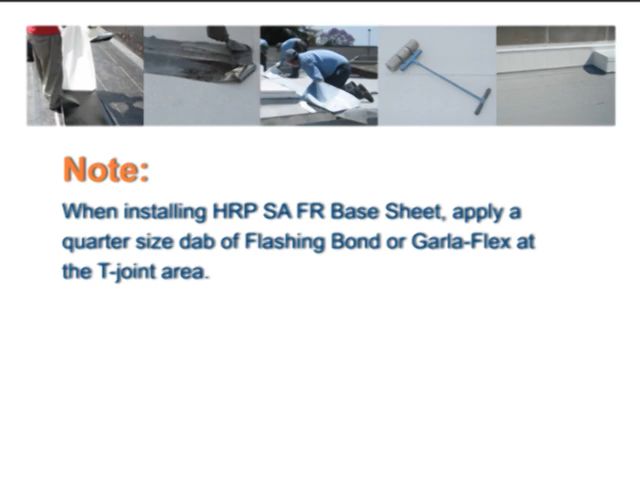 Note:
When installing HRP SA FR Base Sheet, apply a
quarter size dab of Flashing Bond or Garla-Flex at
the T-joint area.